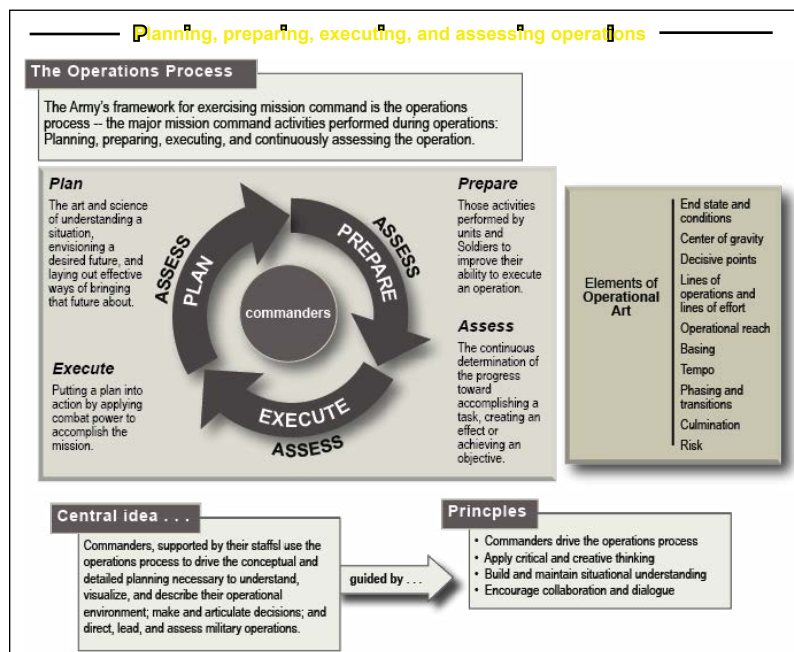 Planning, preparing, executing, and assessing operations
The Operations Process
The Army's framework for exercising mission command is the operations
process -- the major mission command activities performed during operations:
Planning, preparing, executing, and continuously assessing the operation.
Plan
The art and science
of understanding a
situation,
envisioning a
desired future, and
laying out effective
ways of bringing
that future about.
Execute
Putting a plan into
action by applying
combat power to
accomplish the
mission.
ASSESS
PLAN
PREPARE
ASSESS
commanders
EXECUTE
ASSESS
Prepare
Those activities
performed by
units and
Soldiers to
improve their
ability to execute
an operation.
Assess
The continuous
determination of
the progress
toward
accomplishing a
task, creating an
effect or
achieving an
objective.
Elements of
Operational
Art
End state and
conditions
Center of gravity
Decisive points
Lines of
operations and
lines of effort
Operational reach
Basing
Tempo
Phasing and
transitions
Culmination
Risk
Central idea . . .
Commanders, supported by their staffsl use the
operations process to drive the conceptual and
detailed planning necessary to understand,
visualize, and describe their operational
environment; make and articulate decisions; and
direct, lead, and assess military operations.
guided by . . .
Princples
• Commanders drive the operations process
• Apply critical and creative thinking
• Build and maintain situational understanding
• Encourage collaboration and dialogue